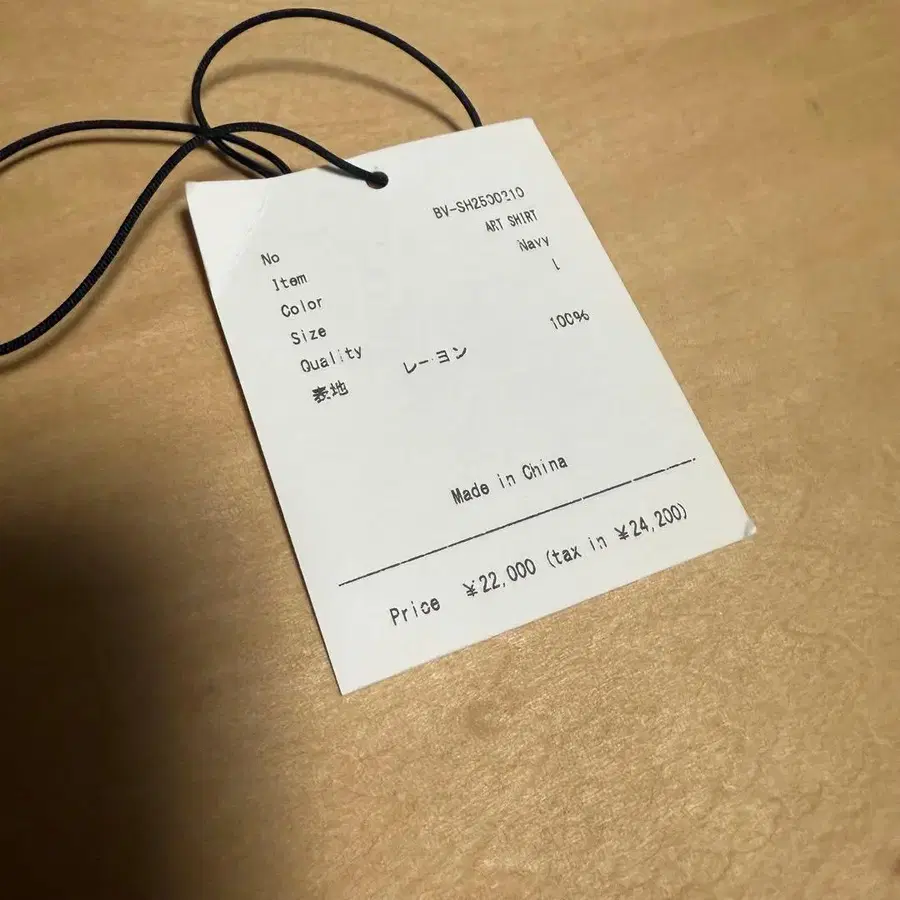 No BV-SH2500210
Item ART SHIRT
Color Navy
Size L
Quality
表地 レーヨン 100%
Made in China
Price ¥22,000 (tax in ¥24,200)